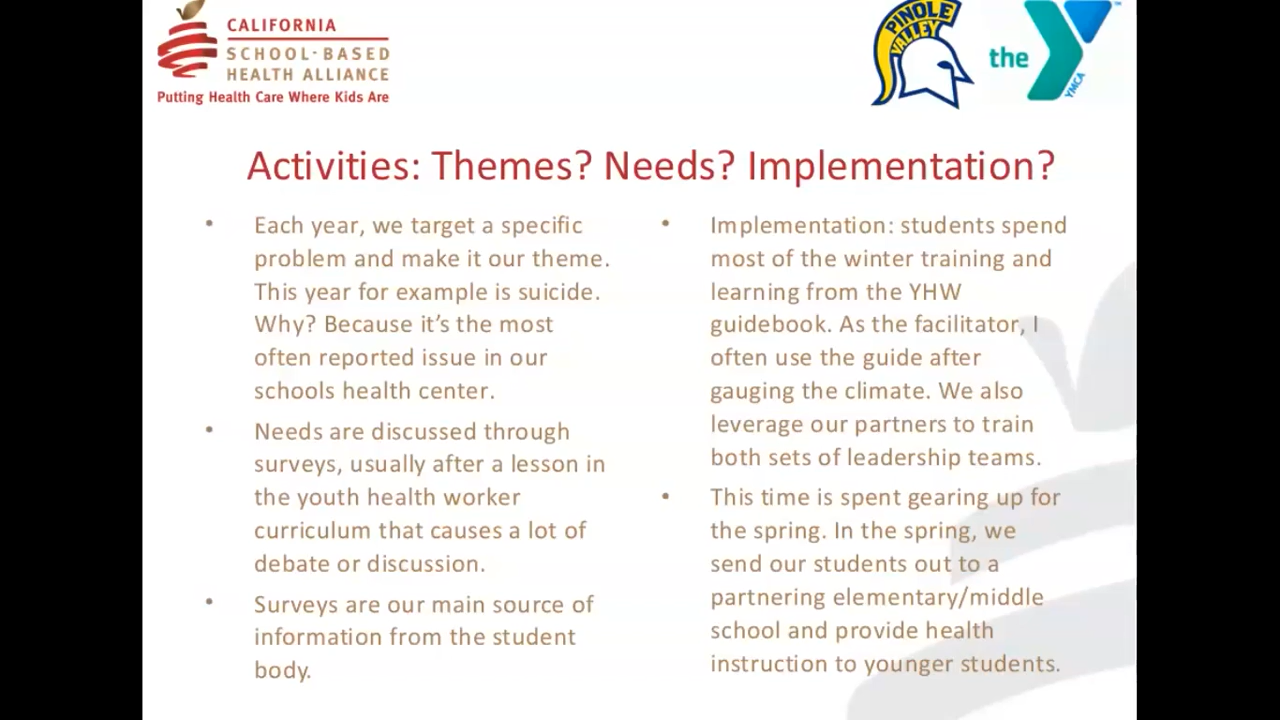 CALIFORNIA
SCHOOL-BASED
HEALTH ALLIANCE
Putting Health Care Where Kids Are
PINOLE
VALLEY
the
YMCA
Activities: Themes? Needs? Implementation?
• Each year, we target a specific
problem and make it our theme.
This year for example is suicide.
Why? Because it’s the most
often reported issue in our
schools health center.
• Needs are discussed through
surveys, usually after a lesson in
the youth health worker
curriculum that causes a lot of
debate or discussion.
• Surveys are our main source of
information from the student
body.
• Implementation: students spend
most of the winter training and
learning from the YHW
guidebook. As the facilitator, I
often use the guide after
gauging the climate. We also
leverage our partners to train
both sets of leadership teams.
• This time is spent gearing up for
the spring. In the spring, we
send our students out to a
partnering elementary/middle
school and provide health
instruction to younger students.